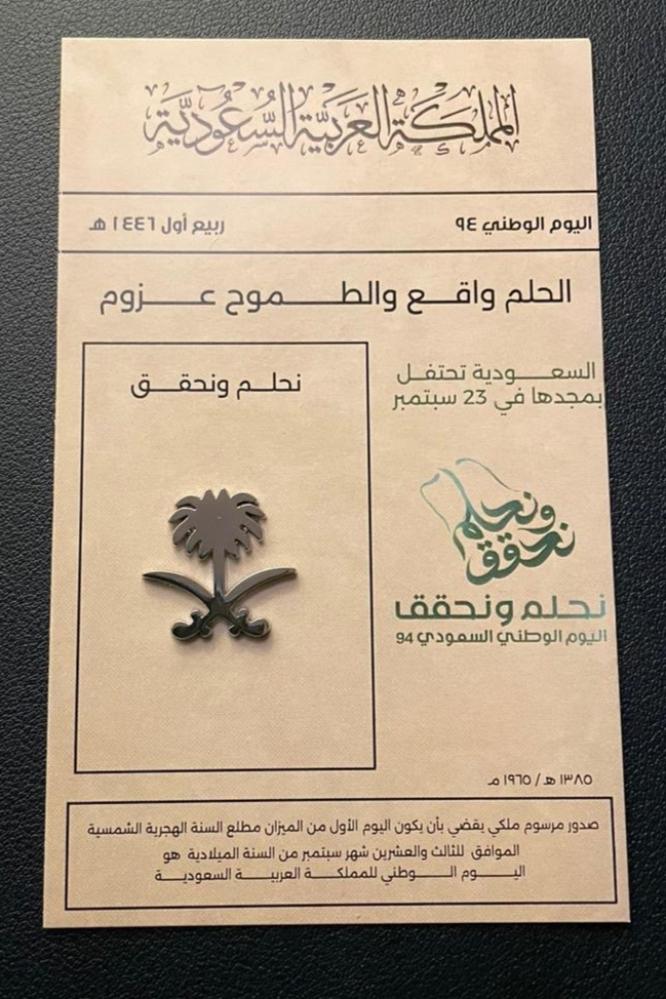 المملكة العربية السعودية
اليوم الوطني ٩٤
ربيع أول ١٤٤٦ هـ
الحلم واقع والطموح عزوم
نحلم ونحقق
السعودية تحتفل
بمجدها في 23 سبتمبر
نحلم و
نحقق
نحلم ونحقق
اليوم الوطني السعودي 94
١٣٨٥ هـ / ١٩٦٥ مـ
صدور مرسوم ملكي يقضي بأن يكون اليوم الأول من الميزان مطلع السنة الهجرية الشمسية
الموافق للثالث والعشرين شهر سبتمبر من السنة الميلادية هو
اليوم الوطني للمملكة العربية السعودية